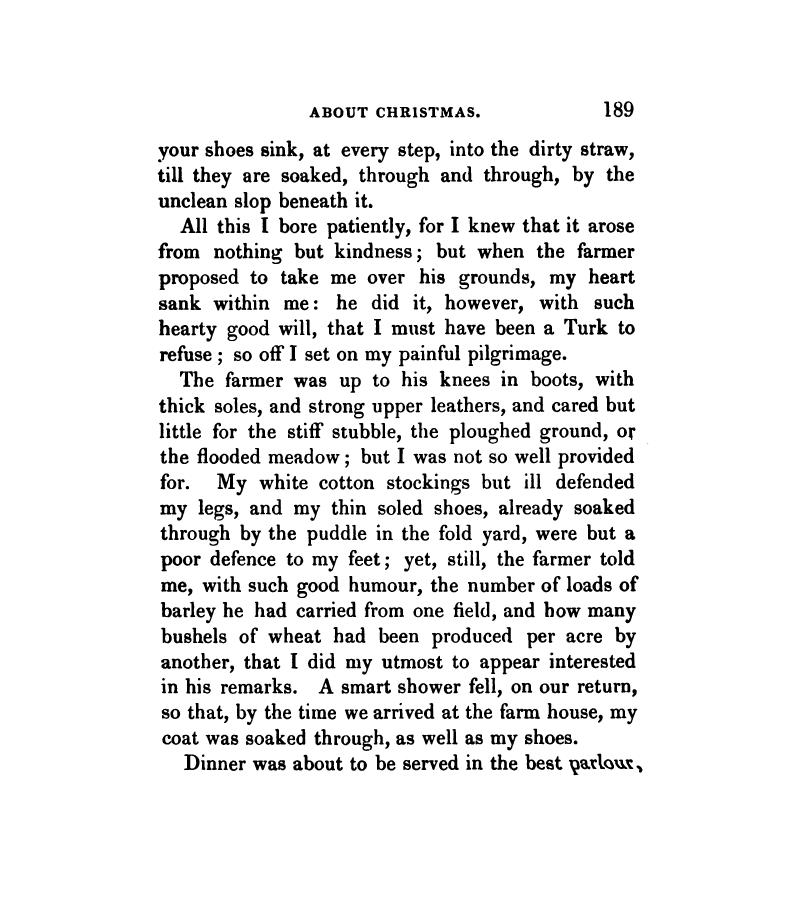 ABOUT CHRISTMAS. 189
your shoes sink, at every step, into the dirty straw,
till they are soaked, through and through, by the
unclean slop beneath it.
All this I bore patiently, for I knew that it arose
from nothing but kindness; but when the farmer
proposed to take me over his grounds, my heart
sank within me: he did it, however, with such
hearty good will, that I must have been a Turk to
refuse; so off I set on my painful pilgrimage.
The farmer was up to his knees in boots, with
thick soles, and strong upper leathers, and cared but
little for the stiff stubble, the ploughed ground, or
the flooded meadow; but I was not so well provided
for. My white cotton stockings but ill defended
my legs, and my thin soled shoes, already soaked
through by the puddle in the fold yard, were but a
poor defence to my feet; yet, still, the farmer told
me, with such good humour, the number of loads of
barley he had carried from one field, and how many
bushels of wheat had been produced per acre by
another, that I did my utmost to appear interested
in his remarks. A smart shower fell, on our return,
so that, by the time we arrived at the farm house, my
coat was soaked through, as well as my shoes.
Dinner was about to be served in the best parlour,